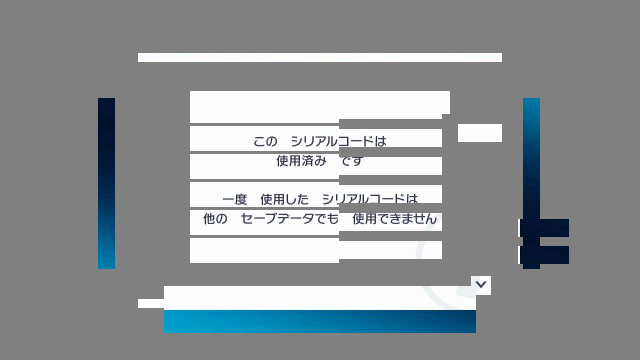 この　シリアルコードは
使用済み　です
一度　使用した　シリアルコードは
他の　セーブデータでも　使用できません